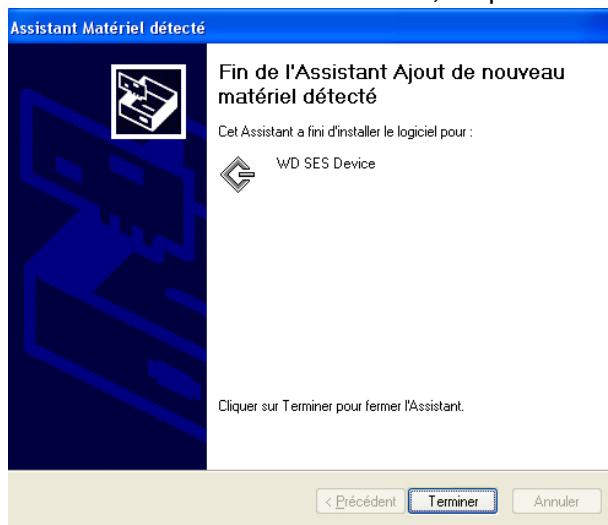 Assistant Matériel détecté
Fin de l'Assistant Ajout de nouveau
matériel détecté
Cet Assistant a fini d'installer le logiciel pour :
WD SES Device
Cliquer sur Terminer pour fermer l'Assistant.
< Précédent Terminer Annuler